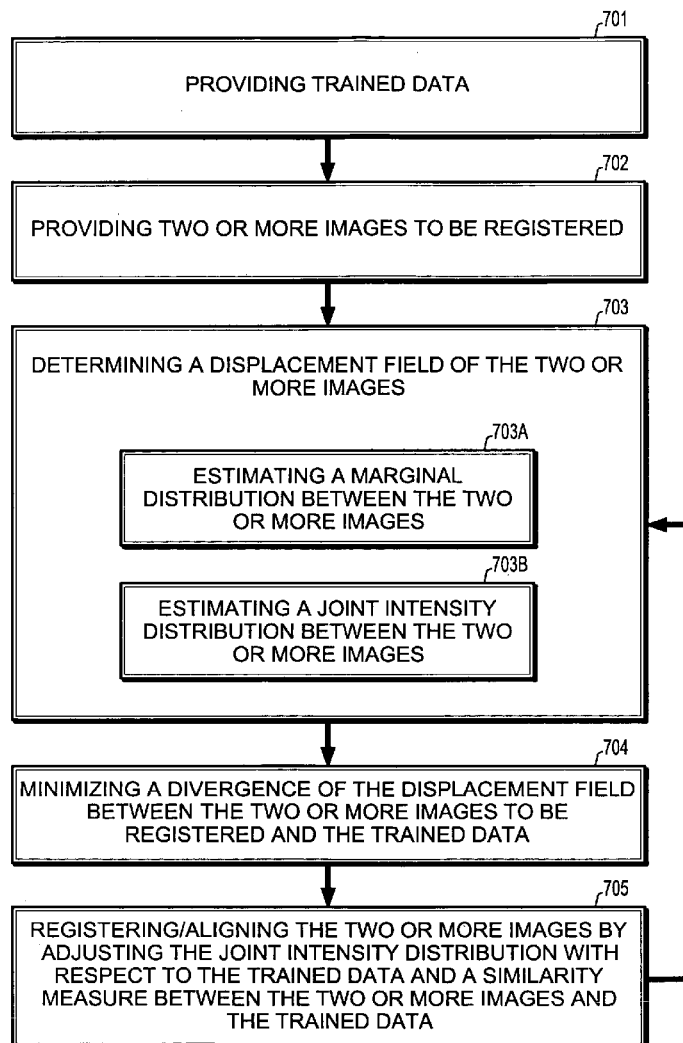 701
PROVIDING TRAINED DATA
702
PROVIDING TWO OR MORE IMAGES TO BE REGISTERED
703
DETERMINING A DISPLACEMENT FIELD OF THE TWO OR
MORE IMAGES
703A
ESTIMATING A MARGINAL
DISTRIBUTION BETWEEN THE TWO
OR MORE IMAGES
703B
ESTIMATING A JOINT INTENSITY
DISTRIBUTION BETWEEN THE TWO
OR MORE IMAGES
704
MINIMIZING A DIVERGENCE OF THE DISPLACEMENT FIELD
BETWEEN THE TWO OR MORE IMAGES TO BE
REGISTERED AND THE TRAINED DATA
705
REGISTERING/ALIGNING THE TWO OR MORE IMAGES BY
ADJUSTING THE JOINT INTENSITY DISTRIBUTION WITH
RESPECT TO THE TRAINED DATA AND A SIMILARITY
MEASURE BETWEEN THE TWO OR MORE IMAGES AND
THE TRAINED DATA